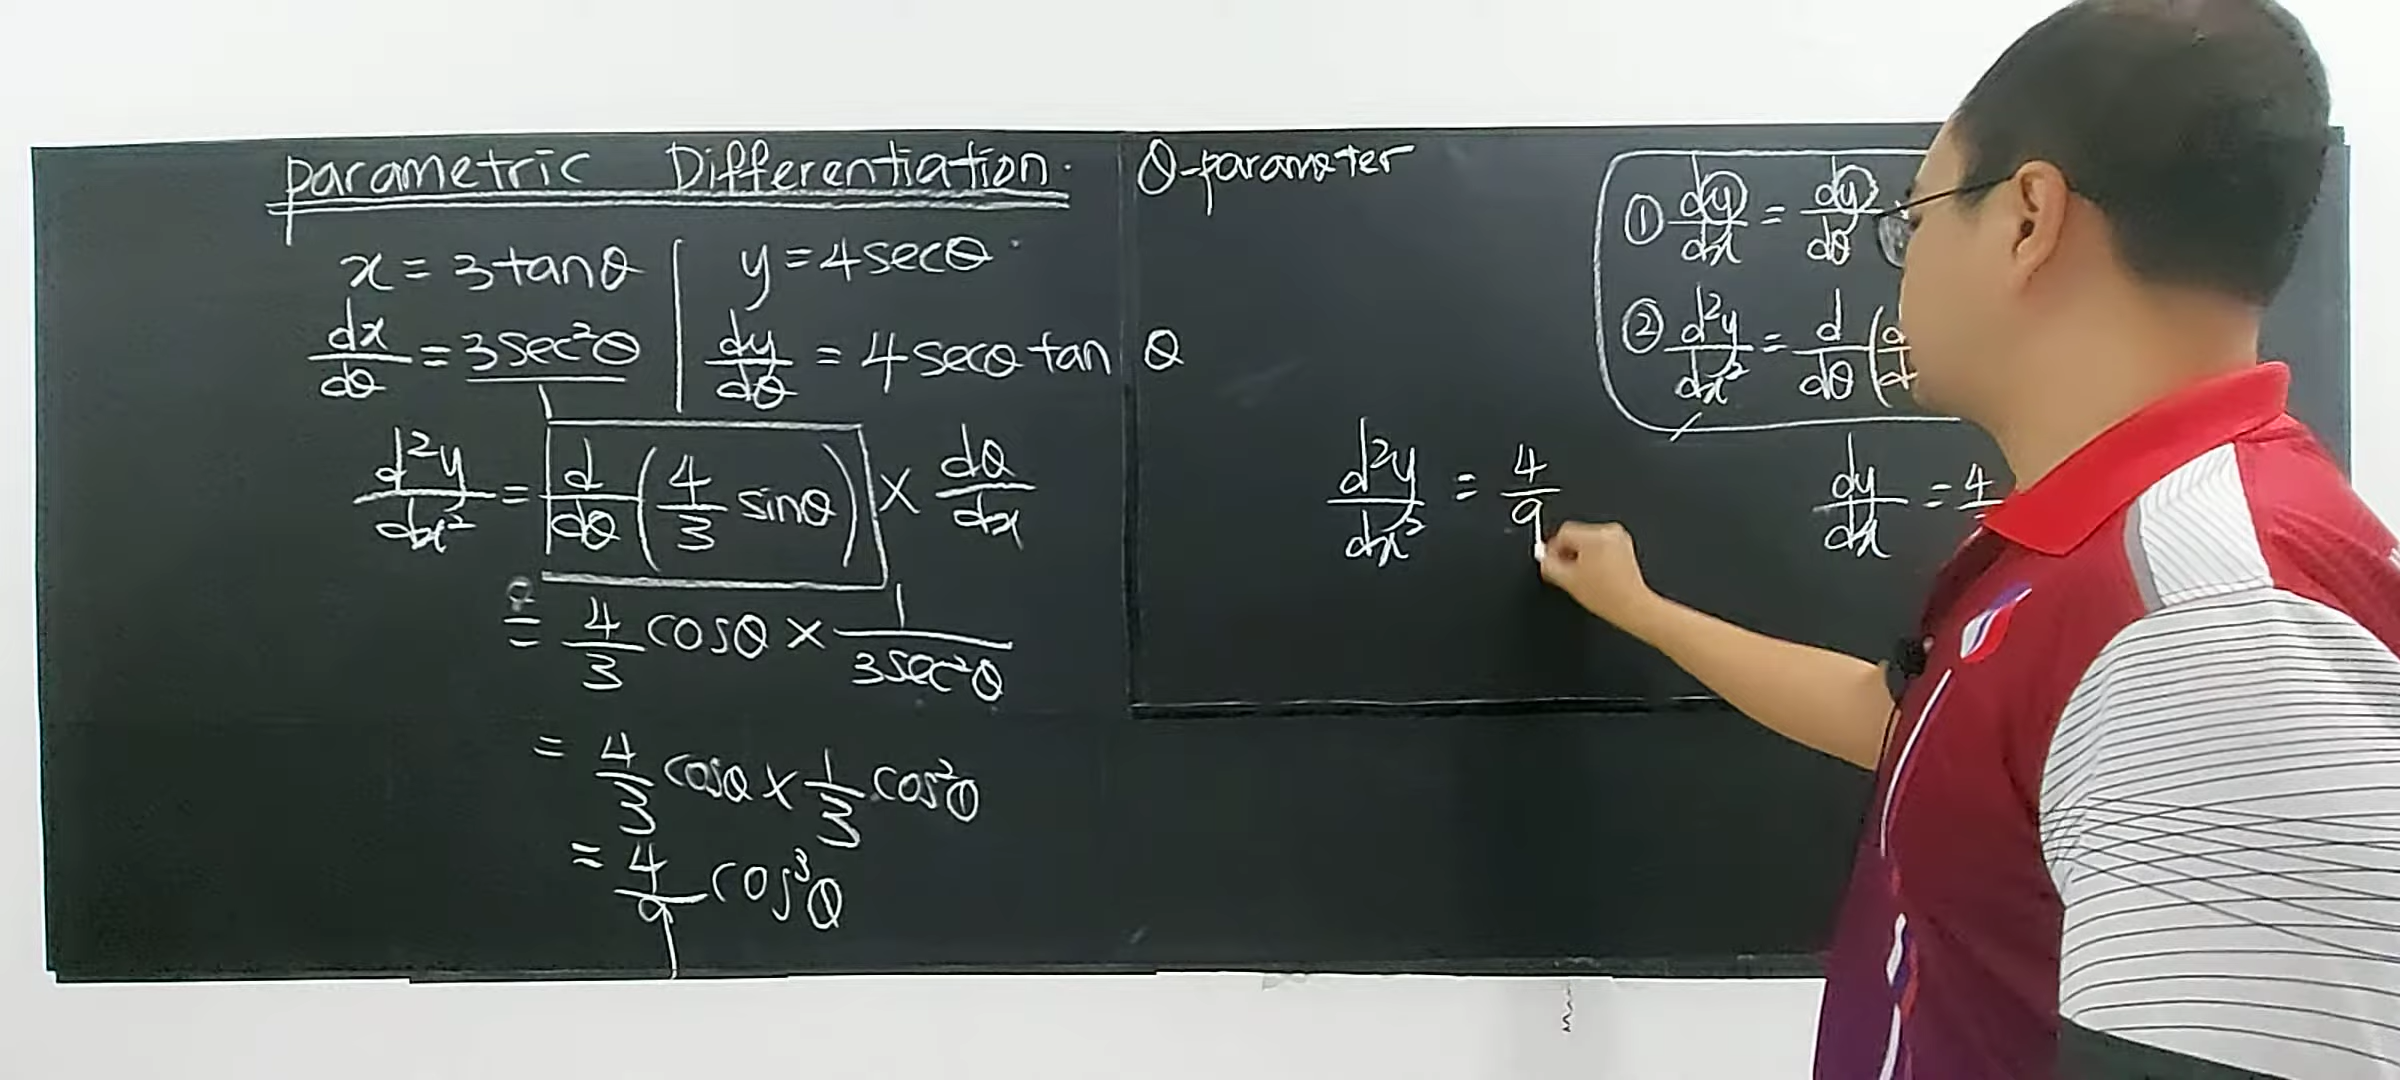 parametric Differentiation.
θ-parameter
x = 3tanθ | y = 4secθ
dx/dθ = 3sec²θ | dy/dθ = 4secθ tan θ
d²y/dx² = d/dθ (4/3 sinθ) × dθ/dx
= 4/3 cosθ × 1/3sec²θ
= 4/3 cosθ × 1/3 cos²θ
= 4/9 cos³θ
① dy/dx = dy/dθ
② d²y/dx² = d/dθ (
d²y/dx² = 4/9
dy/dx = 4